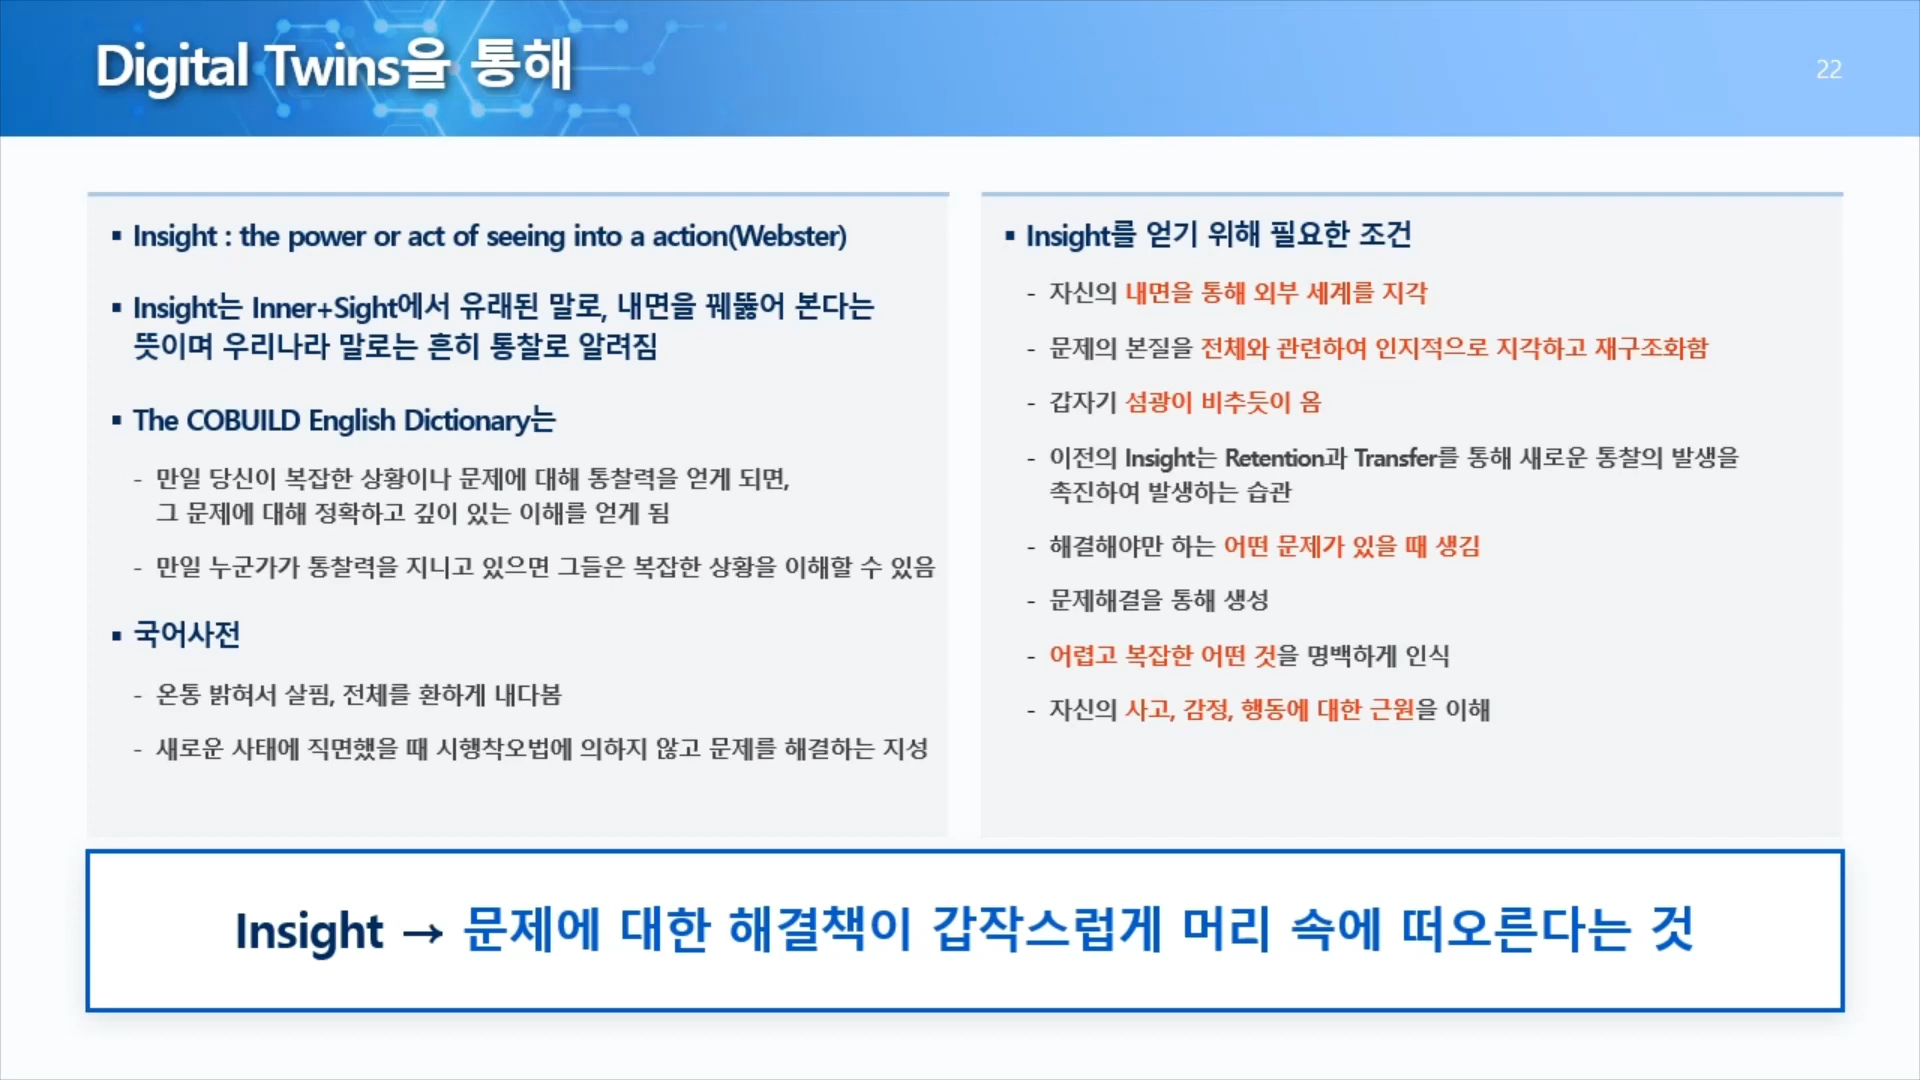 Digital Twins을 통해
22
▪ Insight : the power or act of seeing into a action(Webster)
▪ Insight는 Inner+Sight에서 유래된 말로, 내면을 꿰뚫어 본다는
뜻이며 우리나라 말로는 흔히 통찰로 알려짐
▪ The COBUILD English Dictionary는
- 만일 당신이 복잡한 상황이나 문제에 대해 통찰력을 얻게 되면,
그 문제에 대해 정확하고 깊이 있는 이해를 얻게 됨
- 만일 누군가가 통찰력을 지니고 있으면 그들은 복잡한 상황을 이해할 수 있음
▪ 국어사전
- 온통 밝혀서 살핌, 전체를 환하게 내다봄
- 새로운 사태에 직면했을 때 시행착오법에 의하지 않고 문제를 해결하는 지성
▪ Insight를 얻기 위해 필요한 조건
- 자신의 내면을 통해 외부 세계를 지각
- 문제의 본질을 전체와 관련하여 인지적으로 지각하고 재구조화함
- 갑자기 섬광이 비추듯이 옴
- 이전의 Insight는 Retention과 Transfer를 통해 새로운 통찰의 발생을
촉진하여 발생하는 습관
- 해결해야만 하는 어떤 문제가 있을 때 생김
- 문제해결을 통해 생성
- 어렵고 복잡한 어떤 것을 명백하게 인식
- 자신의 사고, 감정, 행동에 대한 근원을 이해
Insight → 문제에 대한 해결책이 갑작스럽게 머리 속에 떠오른다는 것